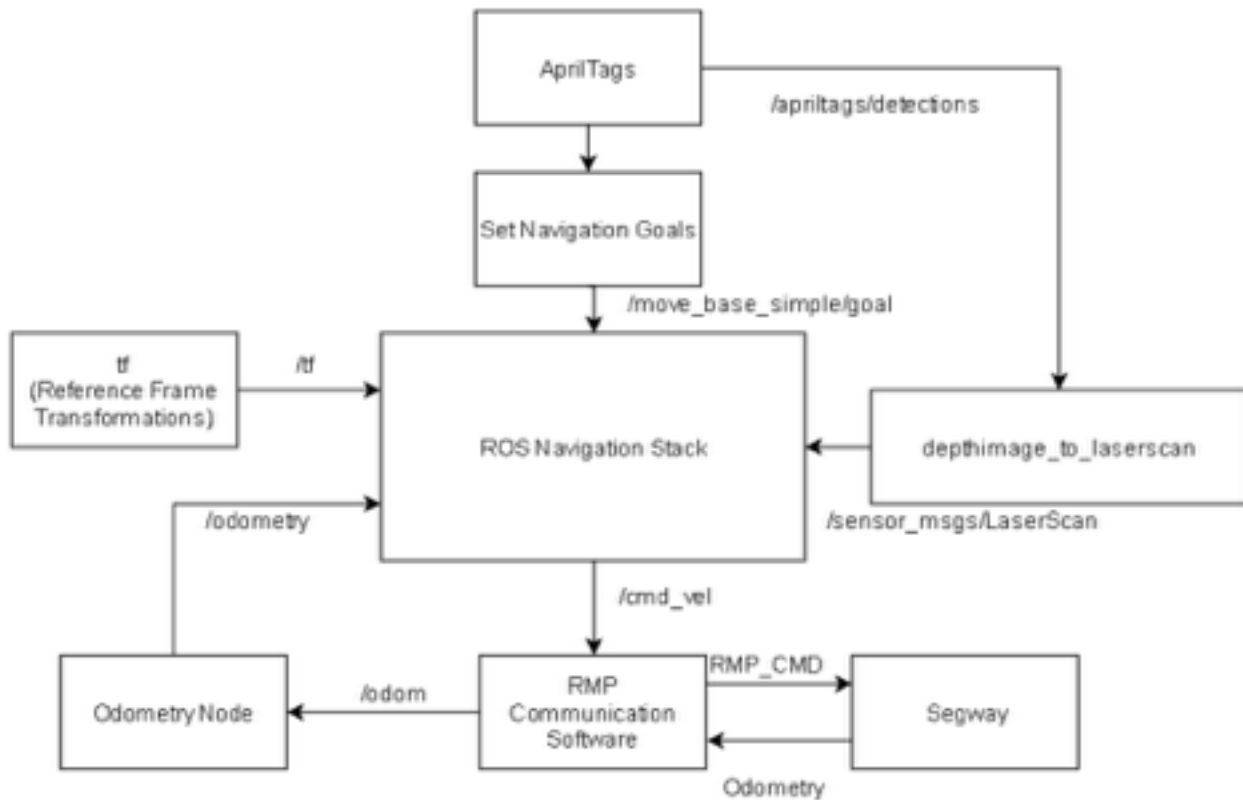 AprilTags
/apriltags/detections
Set Navigation Goals
/move_base_simple/goal
tf
(Reference Frame
Transformations)
/tf
ROS Navigation Stack
depthimage_to_laserscan
/odometry
/sensor_msgs/LaserScan
/cmd_vel
Odometry Node
/odom
RMP
Communication
Software
RMP_CMD
Segway
Odometry